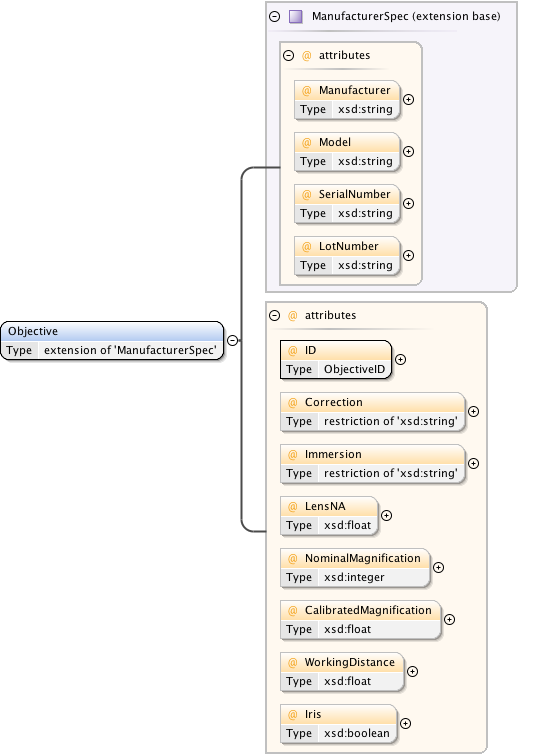 ManufacturerSpec (extension base)
@ attributes
@ Manufacturer
Type xsd:string
@ Model
Type xsd:string
@ SerialNumber
Type xsd:string
@ LotNumber
Type xsd:string
Objective
Type extension of 'ManufacturerSpec'
@ attributes
@ ID
Type ObjectiveID
@ Correction
Type restriction of 'xsd:string'
@ Immersion
Type restriction of 'xsd:string'
@ LensNA
Type xsd:float
@ NominalMagnification
Type xsd:integer
@ CalibratedMagnification
Type xsd:float
@ WorkingDistance
Type xsd:float
@ Iris
Type xsd:boolean